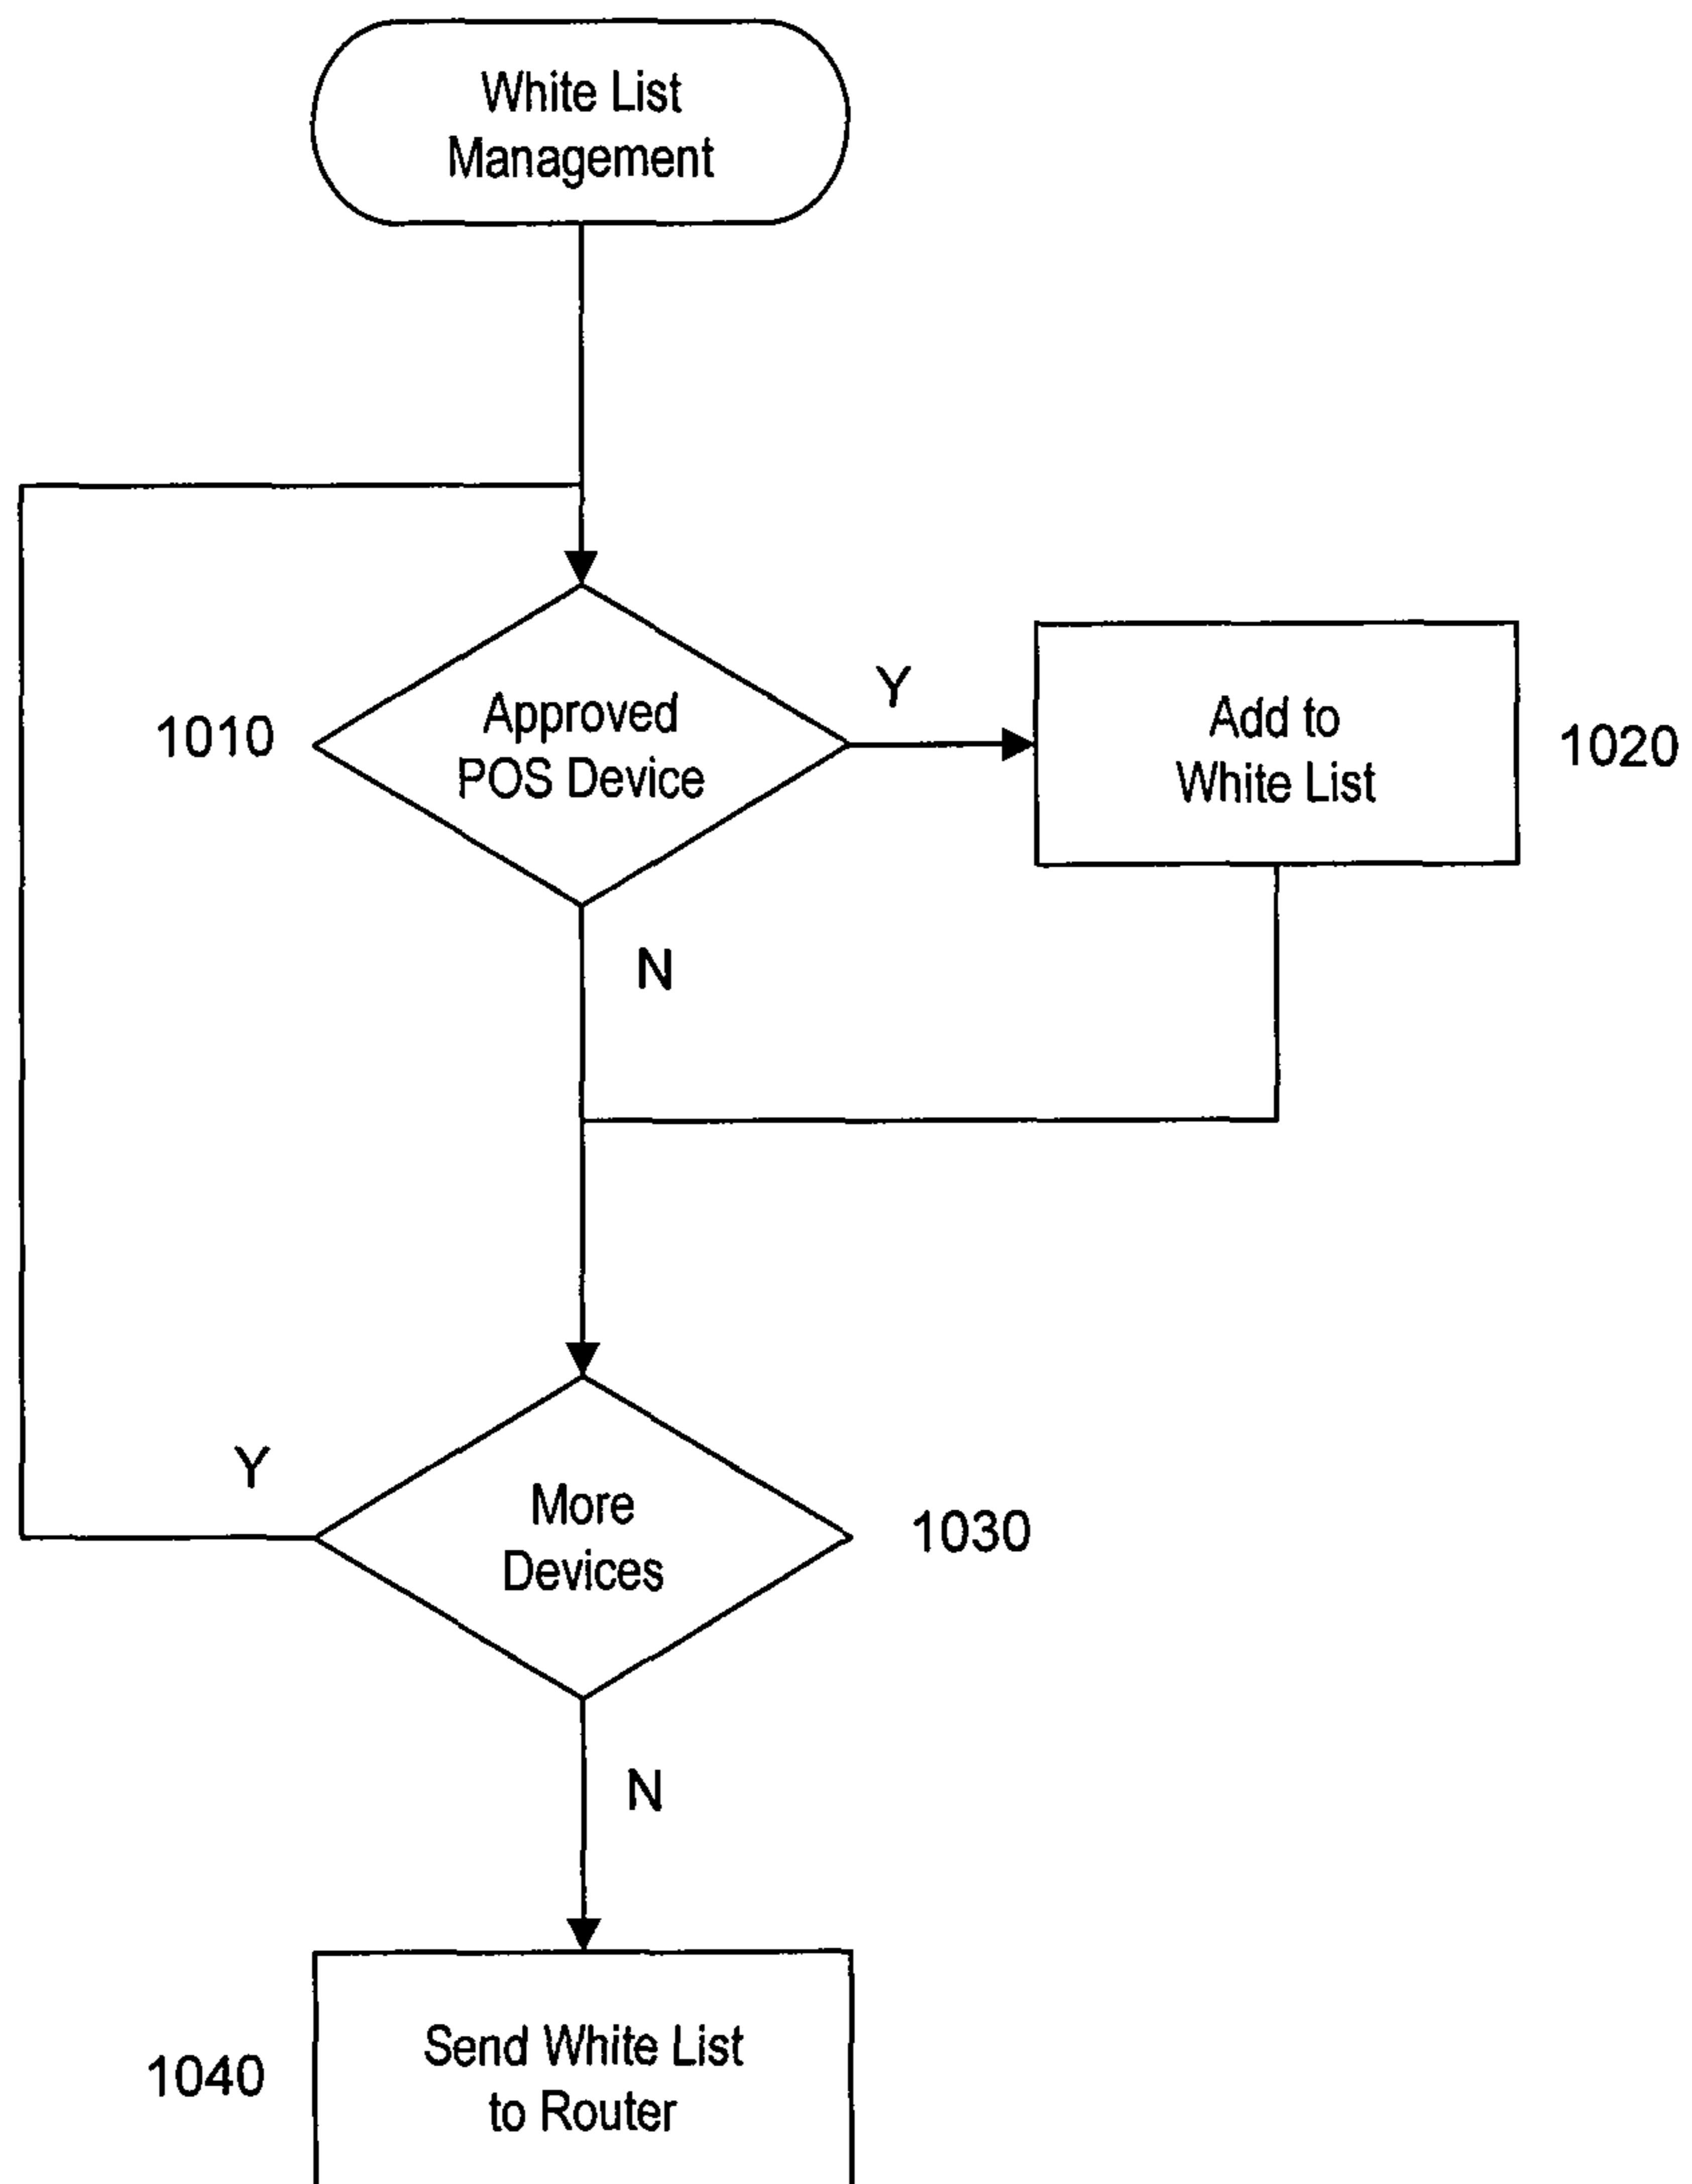 White List
Management
Approved
POS Device
1010
Y
Add to
White List
1020
N
More
Devices
1030
Y
N
Send White List
to Router
1040